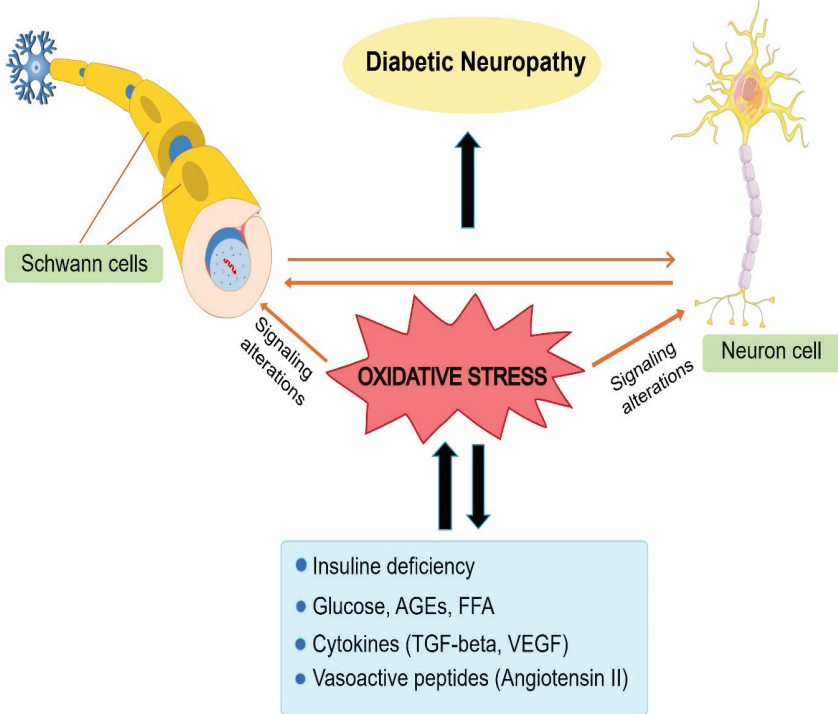 Diabetic Neuropathy
Schwann cells
Signaling
alterations
OXIDATIVE STRESS
Signaling
alterations
Neuron cell
Insuline deficiency
Glucose, AGEs, FFA
Cytokines (TGF-beta, VEGF)
Vasoactive peptides (Angiotensin II)